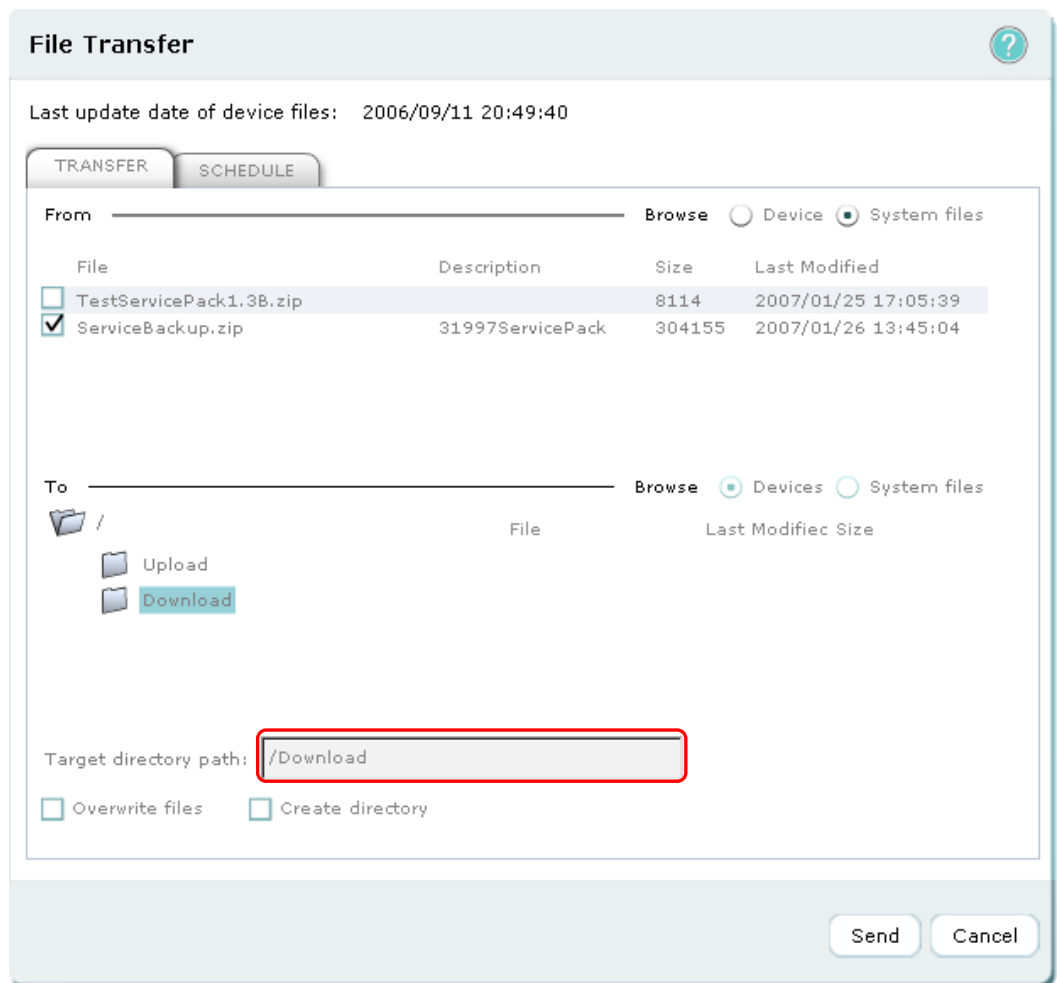 File Transfer
?
Last update date of device files: 2006/09/11 20:49:40
TRANSFER SCHEDULE
From Browse Device System files
File Description Size Last Modified
TestServicePack1.3B.zip 8114 2007/01/25 17:05:39
ServiceBackup.zip 31997ServicePack 304155 2007/01/26 13:45:04
To Browse Devices System files
/ File Last Modifiec Size
Upload
Download
Target directory path: /Download
Overwrite files Create directory
Send Cancel